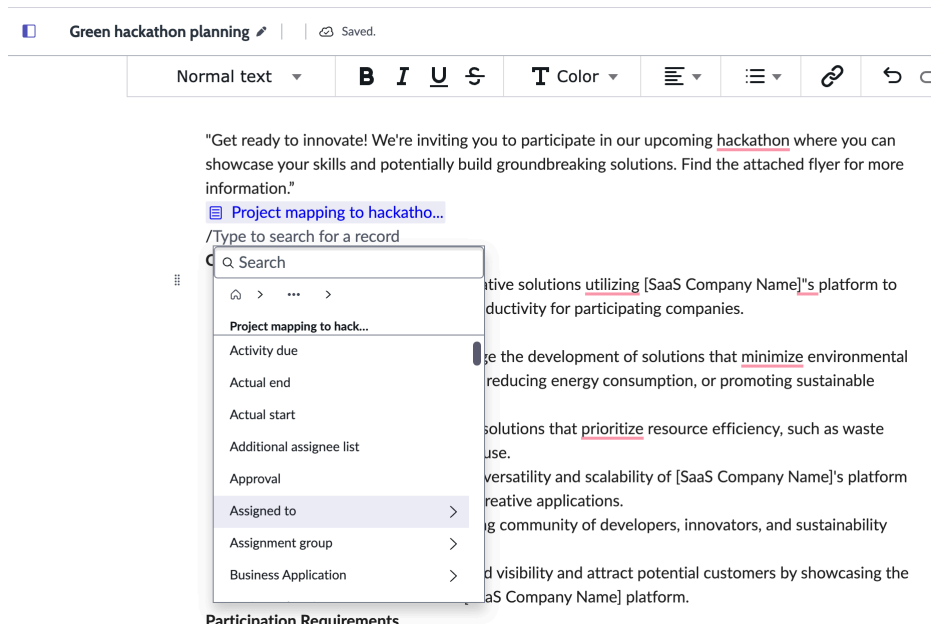 Green hackathon planning
Saved.
Normal text
B I U S T Color
"Get ready to innovate! We're inviting you to participate in our upcoming hackathon where you can
showcase your skills and potentially build groundbreaking solutions. Find the attached flyer for more
information.”
Project mapping to hackatho...
/Type to search for a record
Search
ative solutions utilizing [SaaS Company Name]"s platform to
ductivity for participating companies.
Project mapping to hack...
Activity due
ge the development of solutions that minimize environmental
Actual end
reducing energy consumption, or promoting sustainable
Actual start
solutions that prioritize resource efficiency, such as waste
Additional assignee list
use.
Approval
versatility and scalability of [SaaS Company Name]'s platform
reative applications.
Assigned to
ng community of developers, innovators, and sustainability
Assignment group
Business Application
d visibility and attract potential customers by showcasing the
aS Company Name] platform.
Participation Requirements